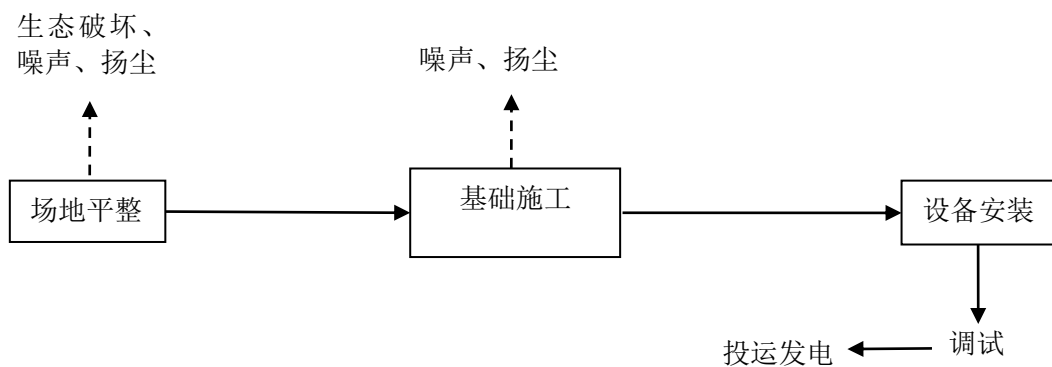 生态破坏、
噪声、扬尘
噪声、扬尘
场地平整
基础施工
设备安装
调试
投运发电